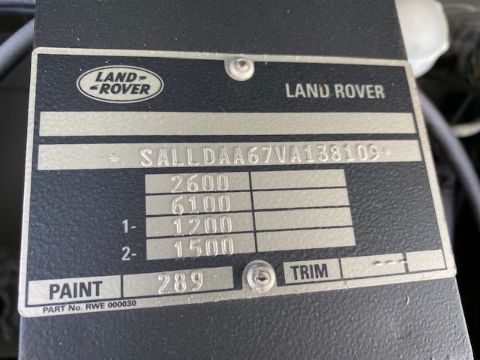 LAND-
-ROVER
LAND ROVER
* SALLDAA67VA138109 *
2600
6100
1- 1200
2- 1500
PAINT 289 TRIM ---
PART No. RWE 000030